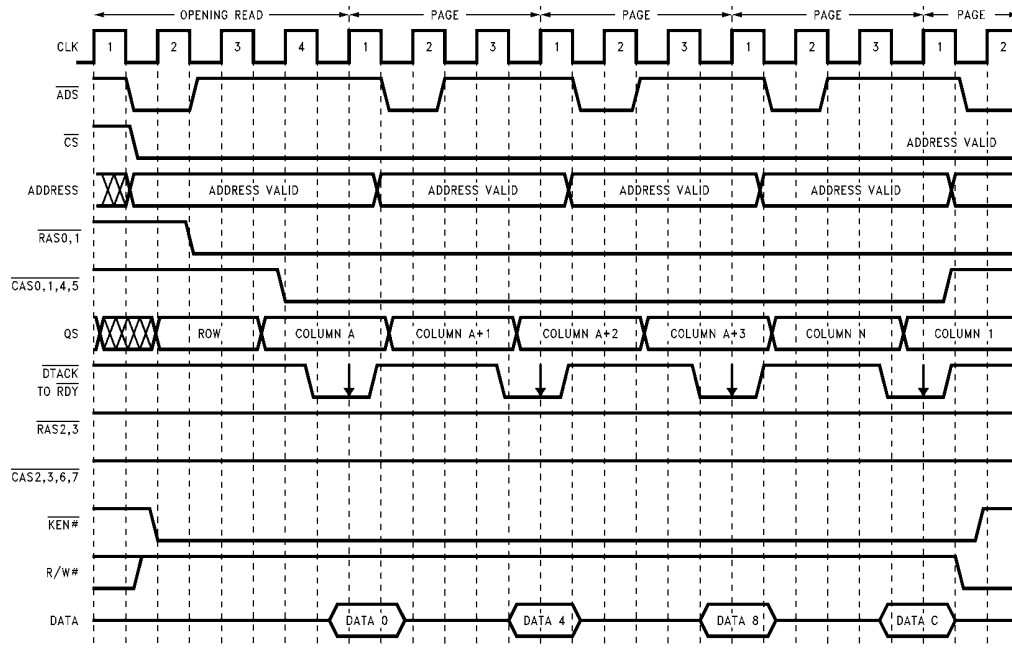 OPENING READ PAGE PAGE PAGE PAGE
CLK 1 2 3 4 1 2 3 1 2 3 1 2 3 1 2
ADS
CS ADDRESS VALID
ADDRESS ADDRESS VALID ADDRESS VALID ADDRESS VALID ADDRESS VALID
RAS0,1
CAS0,1,4,5
QS ROW COLUMN A COLUMN A+1 COLUMN A+2 COLUMN A+3 COLUMN N COLUMN 1
DTACK
TO RDY
RAS2,3
CAS2,3,6,7
KEN#
R/W#
DATA DATA 0 DATA 4 DATA 8 DATA C